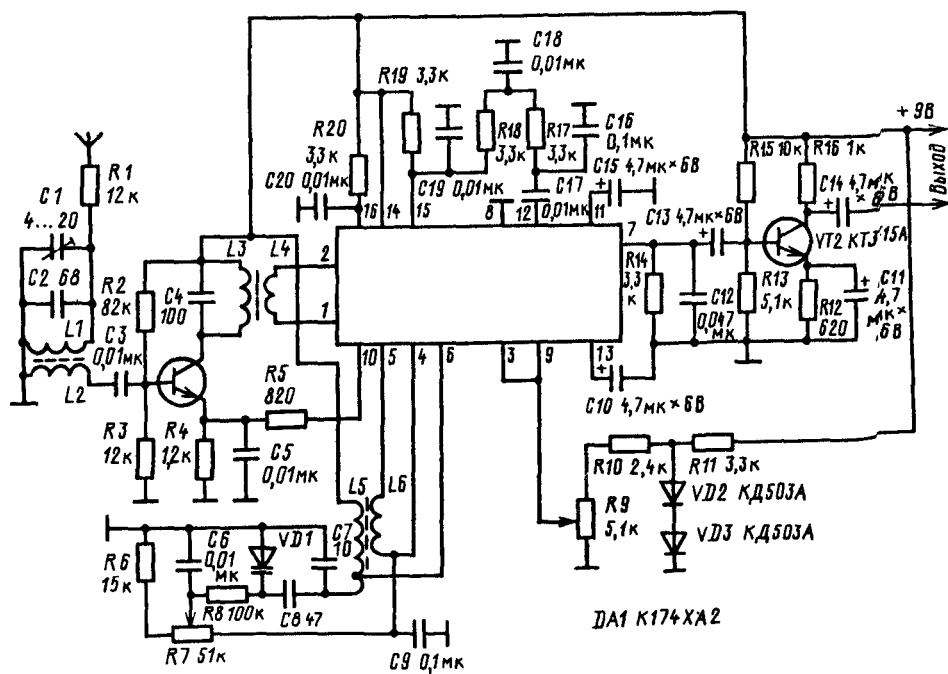 C18
0,01мк
R19 3,3к
+9В
R20
3,3к
R18
3,3к
R17
3,3к
C16
0,1мк
R15 10к
R16 1к
Выход
R1
12к
C20 0,01мк
C19 0,01мк
C17
0,01мк
C15 4,7мк×6В
C14 4,7мк
×6В
C1
4...20
16
14
15
8
12
11
C13 4,7мк×6В
7
VT2 КТ315А
C2 68
L3
L4
2
R2
82к
C4
100
R14
3,3
к
R13
5,1к
C11
4,7
мк×
6В
L1
C3
0,01мк
1
C12
0,047
мк
R12
620
L2
10
5
4
6
3
9
13
R5
820
C10 4,7мк×6В
R3
12к
R4
1,2к
C5
0,01мк
R10 2,4к
R11 3,3к
L5
L6
R9
5,1к
VD2 КД503А
VD3 КД503А
R6
15к
C6
0,01
мк
VD1
C7
10
R8 100к
C8 47
R7 51к
C9 0,1мк
DA1 К174ХА2